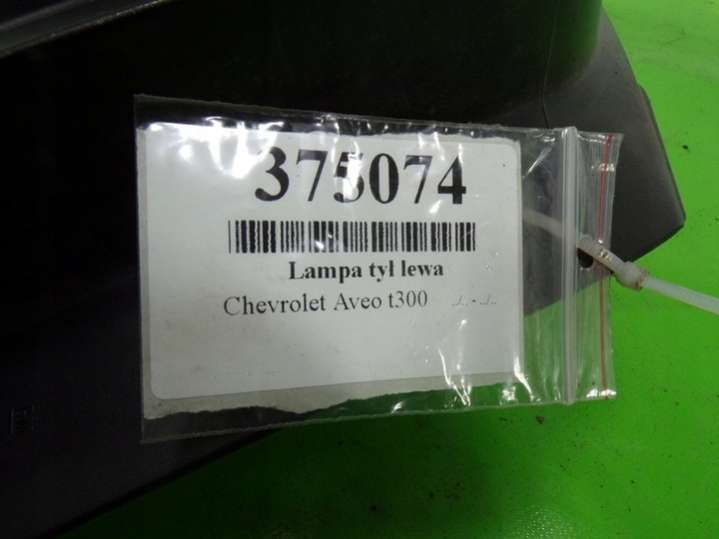 375074
Lampa tył lewa
Chevrolet Aveo t300 ../.. - ../..